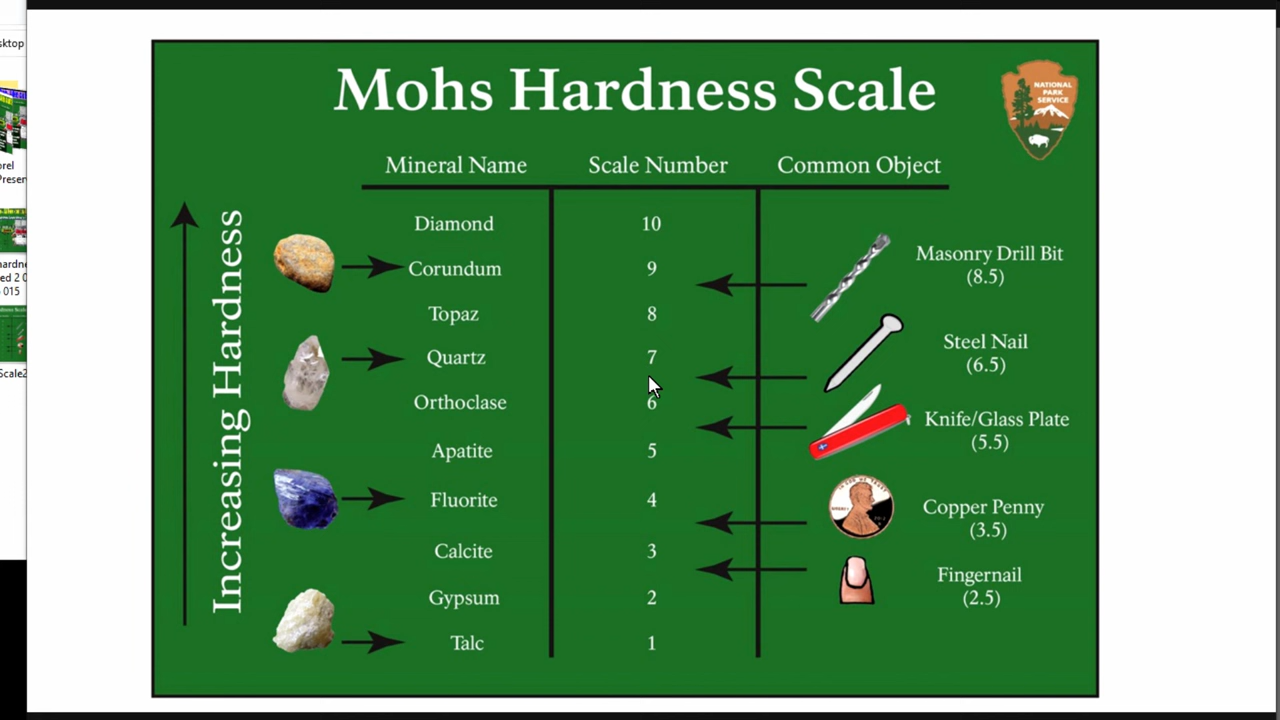 Mohs Hardness Scale
NATIONAL
PARK
SERVICE
Mineral Name Scale Number Common Object
Increasing Hardness
Diamond 10
Corundum 9
Masonry Drill Bit
(8.5)
Topaz 8
Quartz 7
Steel Nail
(6.5)
Orthoclase 6
Knife/Glass Plate
(5.5)
Apatite 5
Fluorite 4
Copper Penny
(3.5)
Calcite 3
Fingernail
(2.5)
Gypsum 2
Talc 1